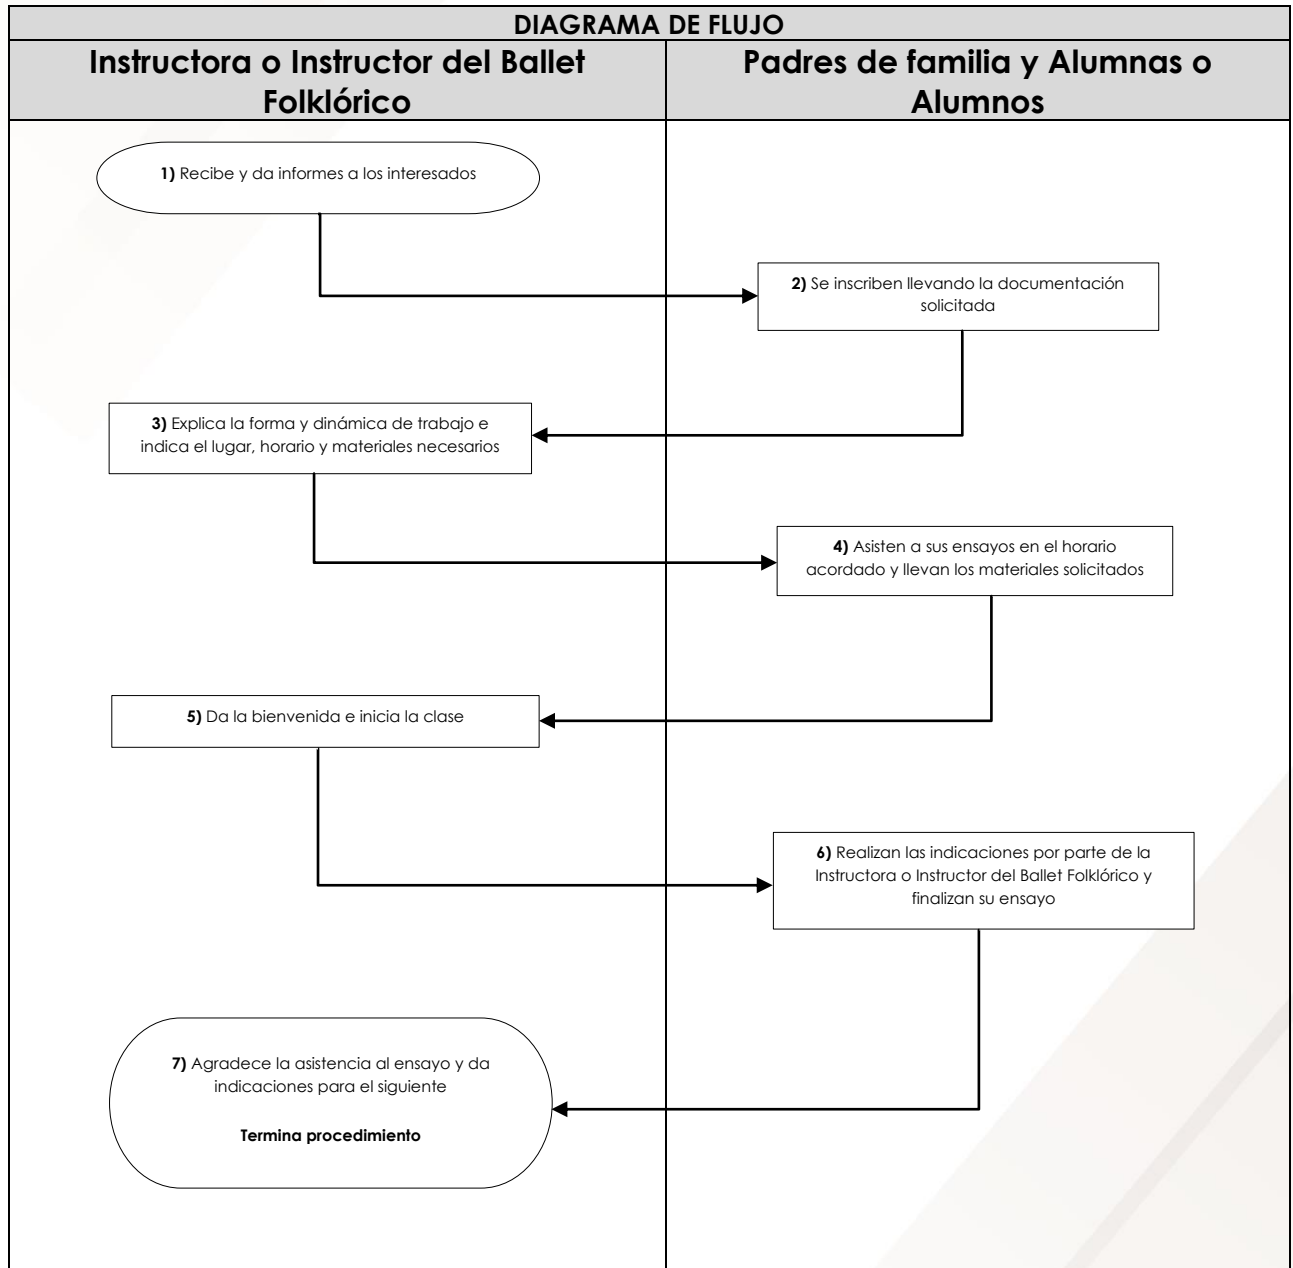 DIAGRAMA DE FLUJO
Instructora o Instructor del Ballet
Folklórico
Padres de familia y Alumnas o
Alumnos
1) Recibe y da informes a los interesados
2) Se inscriben llevando la documentación
solicitada
3) Explica la forma y dinámica de trabajo e
indica el lugar, horario y materiales necesarios
4) Asisten a sus ensayos en el horario
acordado y llevan los materiales solicitados
5) Da la bienvenida e inicia la clase
6) Realizan las indicaciones por parte de la
Instructora o Instructor del Ballet Folklórico y
finalizan su ensayo
7) Agradece la asistencia al ensayo y da
indicaciones para el siguiente
Termina procedimiento